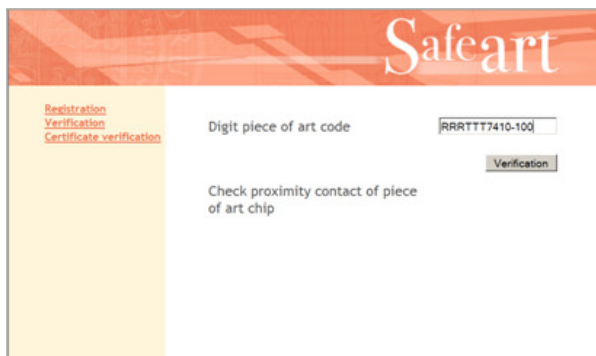 Safeart
Registration
Verification
Certificate verification
Digit piece of art code
RRRTTT7410-100
Verification
Check proximity contact of piece
of art chip